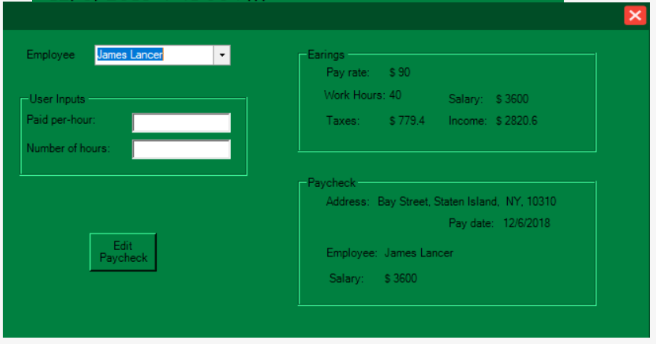 Employee James Lancer
User Inputs
Paid per-hour:
Number of hours:
Edit
Paycheck
Earings
Pay rate: $ 90
Work Hours: 40 Salary: $ 3600
Taxes: $ 779.4 Income: $ 2820.6
Paycheck
Address: Bay Street, Staten Island, NY, 10310
Pay date: 12/6/2018
Employee: James Lancer
Salary: $ 3600